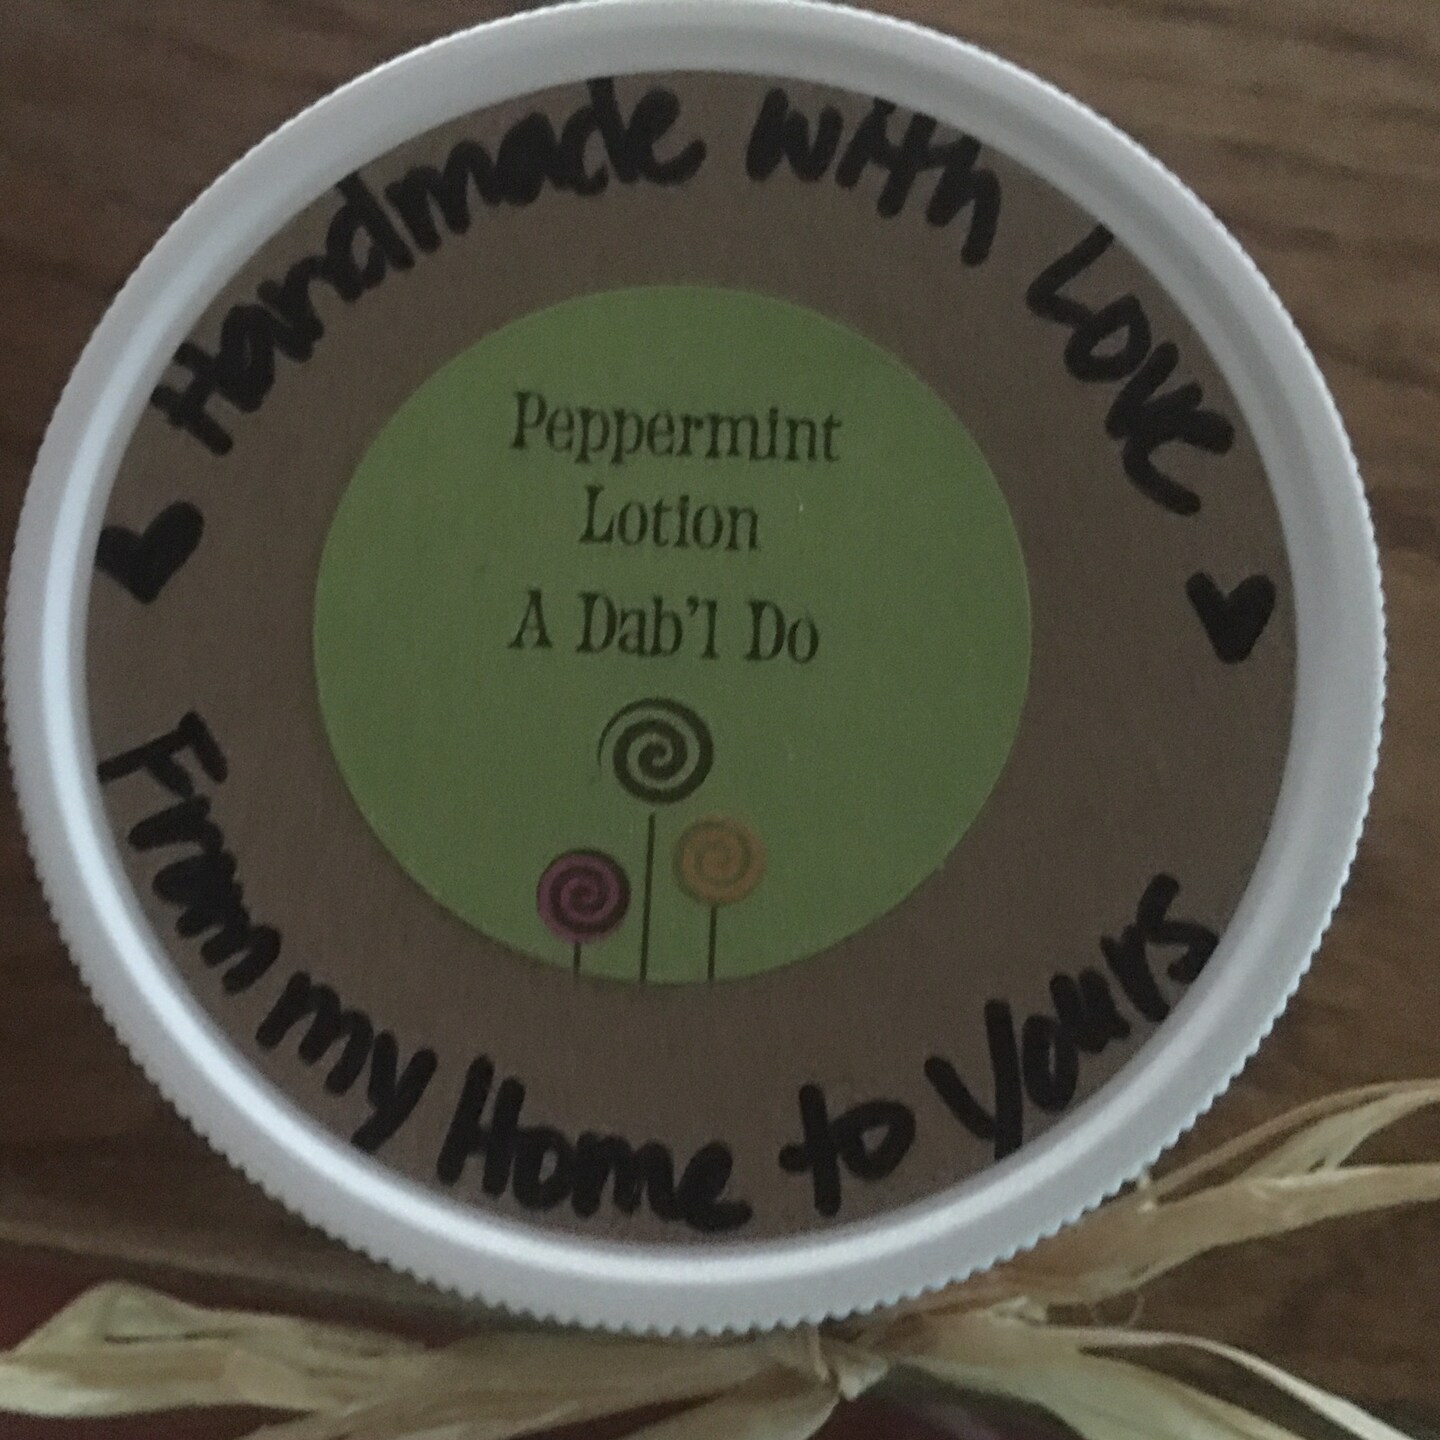 Handmade with Love
Peppermint
Lotion
A Dab'l Do
From my Home to Yours